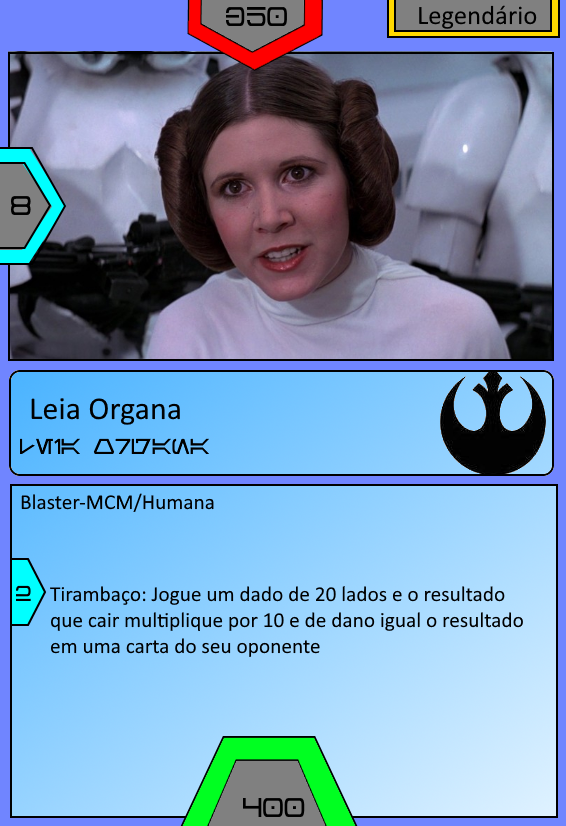 350
Legendário
8
Leia Organa
Blaster-MCM/Humana
10
Tirambaço: Jogue um dado de 20 lados e o resultado
que cair multiplique por 10 e de dano igual o resultado
em uma carta do seu oponente
400